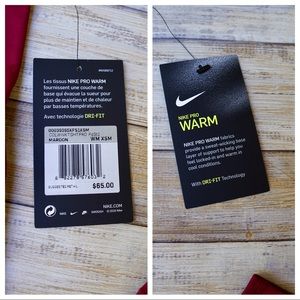 Les tissus NIKE PRO WARM
fournissent une couche de
base qui évacue la sueur pour
plus de maintien et de chaleur
par basses températures.
Avec technologie DRI-FIT
MAROON
WM XSM
$65.00
NIKE.COM
NIKE PRO
WARM
NIKE PRO WARM fabrics
provide a sweat-wicking base
layer of support to help you
feel locked-in and warm in
cool conditions.
With DRI-FIT Technology